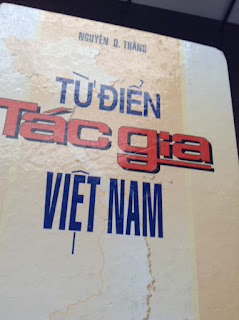 NGUYỄN Q. THẮNG
TỪ ĐIỂN
Tác gia
VIỆT NAM